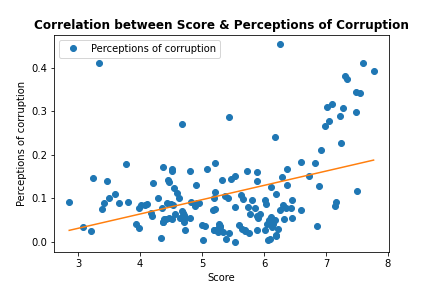 Correlation between Score & Perceptions of Corruption
Perceptions of corruption
0.4
0.3
0.2
0.1
0.0
Perceptions of corruption
3 4 5 6 7 8
Score